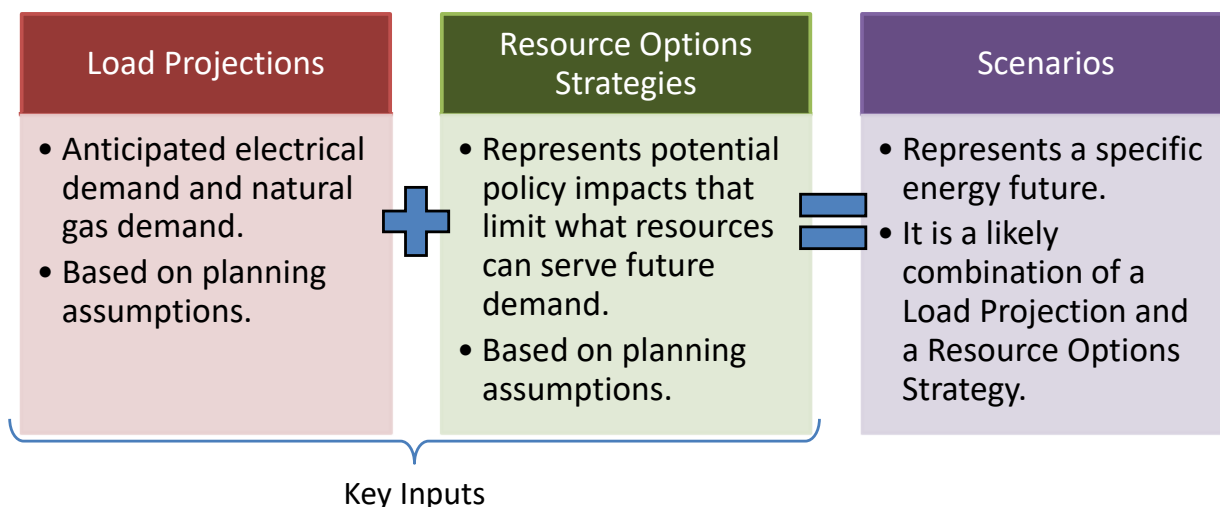 Load Projections
• Anticipated electrical
demand and natural
gas demand.
• Based on planning
assumptions.
Resource Options
Strategies
• Represents potential
policy impacts that
limit what resources
can serve future
demand.
• Based on planning
assumptions.
Scenarios
• Represents a specific
energy future.
• It is a likely
combination of a
Load Projection and
a Resource Options
Strategy.
Key Inputs